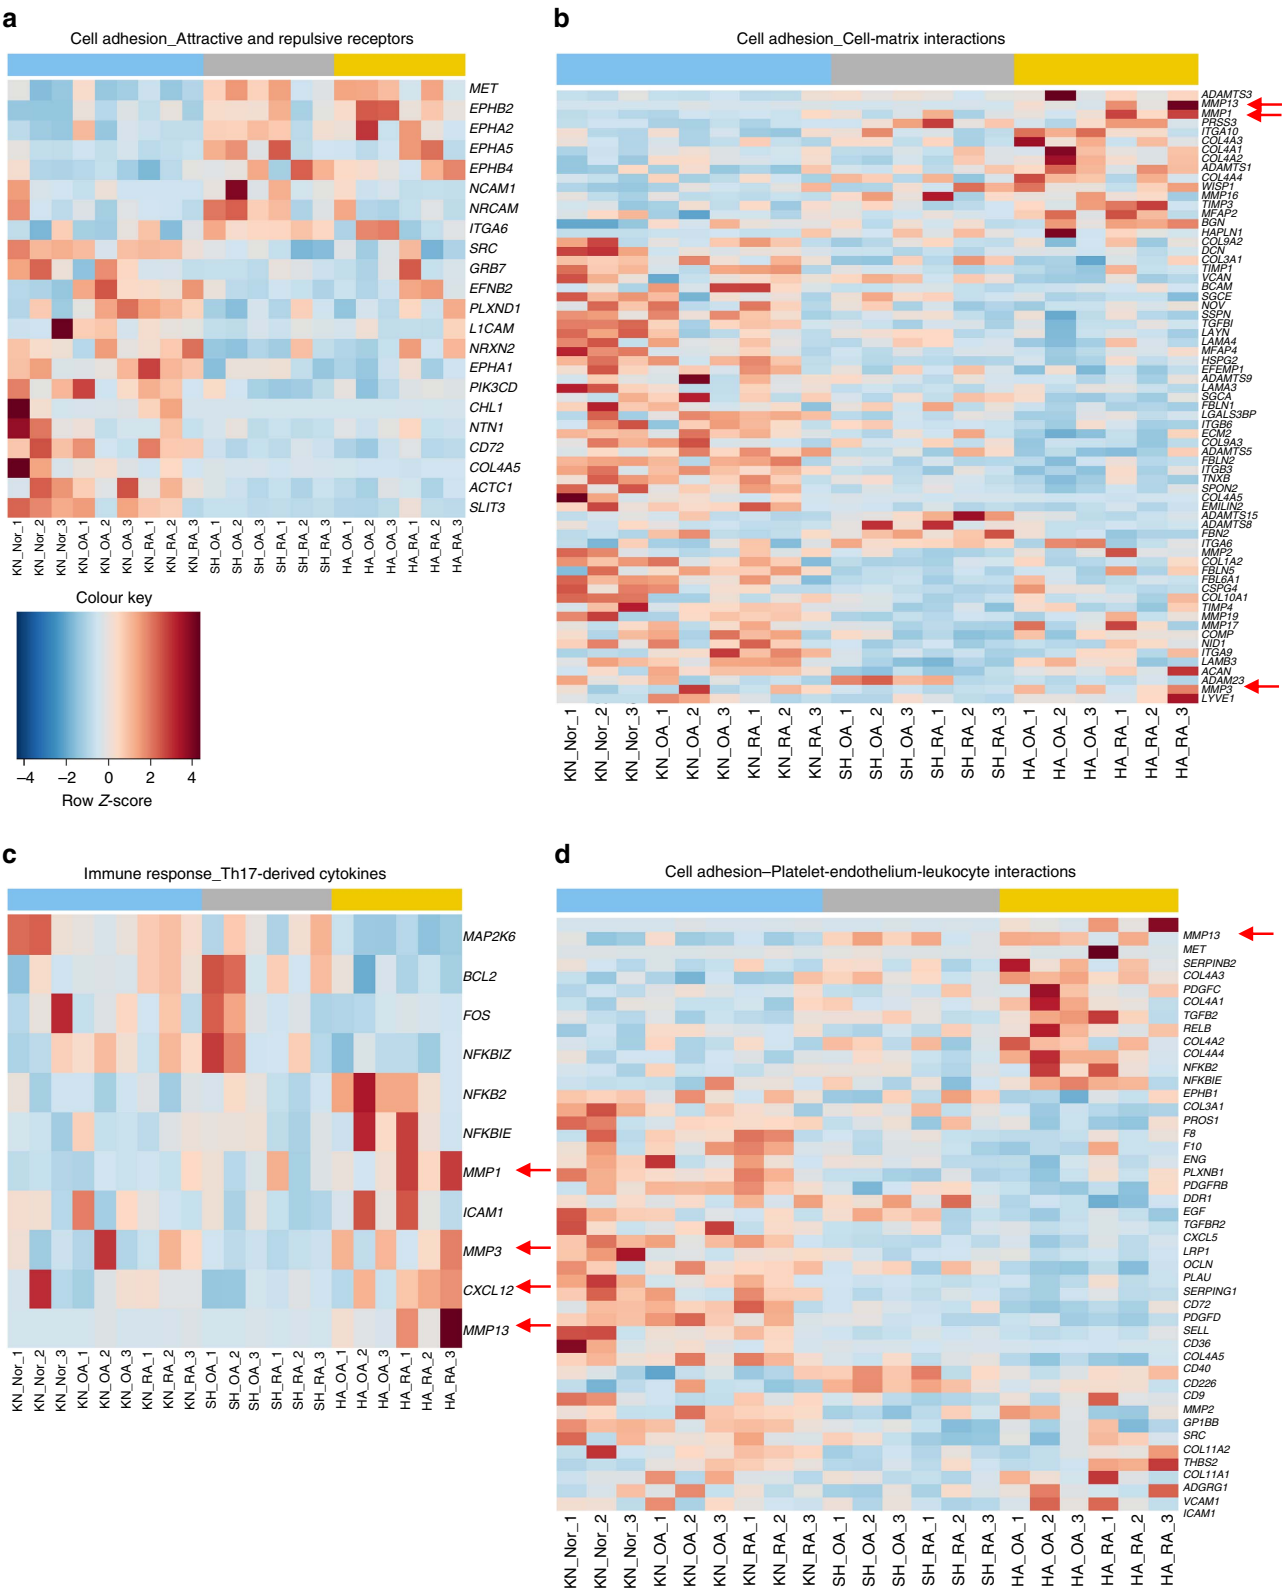 a
Cell adhesion_Attractive and repulsive receptors
MET
EPHB2
EPHA2
EPHA5
EPHB4
NCAM1
NRCAM
ITGA6
SRC
GRB7
EFNB2
PLXND1
L1CAM
NRXN2
EPHA1
PIK3CD
CHL1
NTN1
CD72
COL4A5
ACTC1
SLIT3
KN_Nor_1
KN_Nor_2
KN_Nor_3
KN_OA_1
KN_OA_2
KN_OA_3
KN_RA_1
KN_RA_2
KN_RA_3
SH_OA_1
SH_OA_2
SH_OA_3
SH_RA_1
SH_RA_2
SH_RA_3
HA_OA_1
HA_OA_2
HA_OA_3
HA_RA_1
HA_RA_2
HA_RA_3
Colour key
–4 –2 0 2 4
Row Z-score
b
Cell adhesion_Cell-matrix interactions
ADAMTS3
MMP13
MMP1
PRSS3
ITGA10
COL4A3
COL4A1
COL4A2
ADAMTS1
COL4A4
WISP1
MMP16
TIMP3
MFAP2
BGN
HAPLN1
COL9A2
DCN
COL3A1
TIMP1
VCAN
BCAM
SGCE
NOV
SSPN
TGFBI
LAYN
LAMA4
MFAP4
HSPG2
EFEMP1
ADAMTS9
LAMA3
SGCA
FBLN1
LGALS3BP
ITGB6
ECM2
COL9A3
ADAMTS5
FBLN2
ITGB3
TNXB
SPON2
COL4A5
EMILIN2
ADAMTS15
ADAMTS8
FBN2
ITGA6
MMP2
COL1A2
FBLN5
FBL6A1
CSPG4
COL10A1
TIMP4
MMP19
MMP17
COMP
NID1
ITGA9
LAMB3
ACAN
ADAM23
MMP3
LYVE1
KN_Nor_1
KN_Nor_2
KN_Nor_3
KN_OA_1
KN_OA_2
KN_OA_3
KN_RA_1
KN_RA_2
KN_RA_3
SH_OA_1
SH_OA_2
SH_OA_3
SH_RA_1
SH_RA_2
SH_RA_3
HA_OA_1
HA_OA_2
HA_OA_3
HA_RA_1
HA_RA_2
HA_RA_3
c
Immune response_Th17-derived cytokines
MAP2K6
BCL2
FOS
NFKBIZ
NFKB2
NFKBIE
MMP1
ICAM1
MMP3
CXCL12
MMP13
KN_Nor_1
KN_Nor_2
KN_Nor_3
KN_OA_1
KN_OA_2
KN_OA_3
KN_RA_1
KN_RA_2
KN_RA_3
SH_OA_1
SH_OA_2
SH_OA_3
SH_RA_1
SH_RA_2
SH_RA_3
HA_OA_1
HA_OA_2
HA_OA_3
HA_RA_1
HA_RA_2
HA_RA_3
d
Cell adhesion–Platelet-endothelium-leukocyte interactions
MMP13
MET
SERPINB2
COL4A3
PDGFC
COL4A1
TGFB2
RELB
COL4A2
COL4A4
NFKB2
NFKBIE
EPHB1
COL3A1
PROS1
F8
F10
ENG
PLXNB1
PDGFRB
DDR1
EGF
TGFBR2
CXCL5
LRP1
OCLN
PLAU
SERPING1
CD72
PDGFD
SELL
CD36
COL4A5
CD40
CD226
CD9
MMP2
GP1BB
SRC
COL11A2
THBS2
COL11A1
ADGRG1
VCAM1
ICAM1
KN_Nor_1
KN_Nor_2
KN_Nor_3
KN_OA_1
KN_OA_2
KN_OA_3
KN_RA_1
KN_RA_2
KN_RA_3
SH_OA_1
SH_OA_2
SH_OA_3
SH_RA_1
SH_RA_2
SH_RA_3
HA_OA_1
HA_OA_2
HA_OA_3
HA_RA_1
HA_RA_2
HA_RA_3